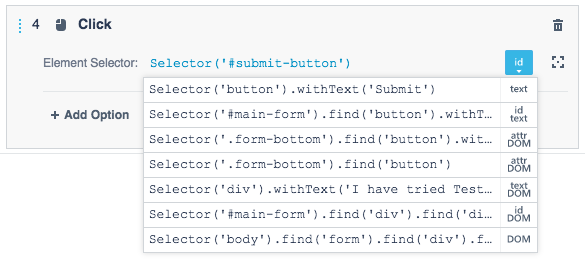 4 Click
Element Selector: Selector('#submit-button') id
Selector('button').withText('Submit') text
Selector('#main-form').find('button').withT... id text
Selector('.form-bottom').find('button').wit... attr DOM
Selector('.form-bottom').find('button') attr DOM
+ Add Option
Selector('div').withText('I have tried Test... text DOM
Selector('#main-form').find('div').find('di... id DOM
Selector('body').find('form').find('div').f... DOM